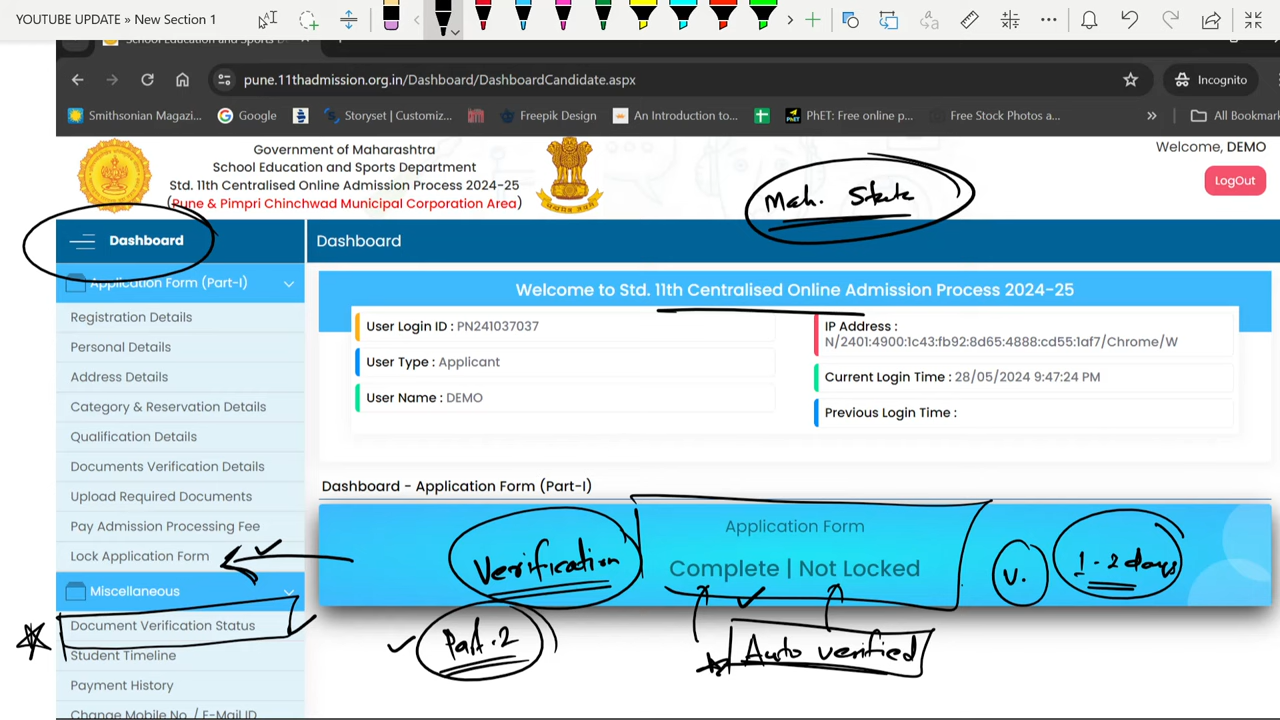 YOUTUBE UPDATE » New Section 1
pune.11thadmission.org.in/Dashboard/DashboardCandidate.aspx
Incognito
Smithsonian Magazi...
Google
Storyset | Customiz...
Freepik Design
An Introduction to...
PhET: Free online p...
Free Stock Photos a...
»
All Bookmar
Government of Maharashtra
School Education and Sports Department
Std. 11th Centralised Online Admission Process 2024-25
(Pune & Pimpri Chinchwad Municipal Corporation Area)
Welcome, DEMO
LogOut
Mah. State
Dashboard
Dashboard
Application Form (Part-I)
Registration Details
Personal Details
Address Details
Category & Reservation Details
Qualification Details
Documents Verification Details
Upload Required Documents
Pay Admission Processing Fee
Lock Application Form
Miscellaneous
Document Verification Status
Student Timeline
Payment History
Change Mobile No. / E-Mail ID
Welcome to Std. 11th Centralised Online Admission Process 2024-25
User Login ID : PN241037037
User Type : Applicant
User Name : DEMO
IP Address :
N/2401:4900:1c43:fb92:8d65:4888:cd55:1af7/Chrome/W
Current Login Time : 28/05/2024 9:47:24 PM
Previous Login Time :
Dashboard - Application Form (Part-I)
Application Form
Complete | Not Locked
Verification
V.
1-2 days
Part.2
Auto verified